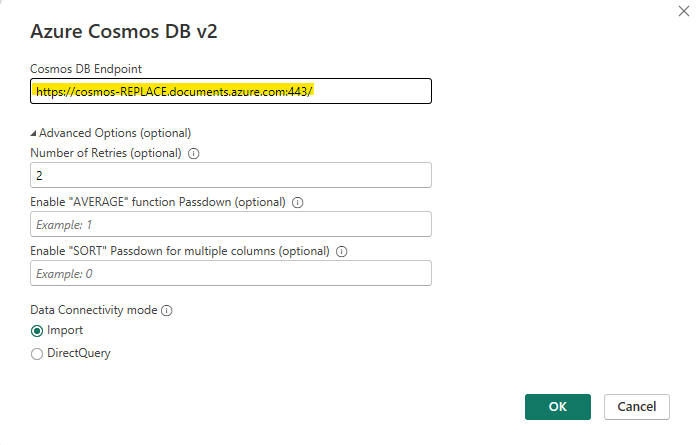 Azure Cosmos DB v2
Cosmos DB Endpoint
https://cosmos-REPLACE.documents.azure.com:443/
Advanced Options (optional)
Number of Retries (optional)
2
Enable "AVERAGE" function Passdown (optional)
Example: 1
Enable "SORT" Passdown for multiple columns (optional)
Example: 0
Data Connectivity mode
Import
DirectQuery
OK Cancel